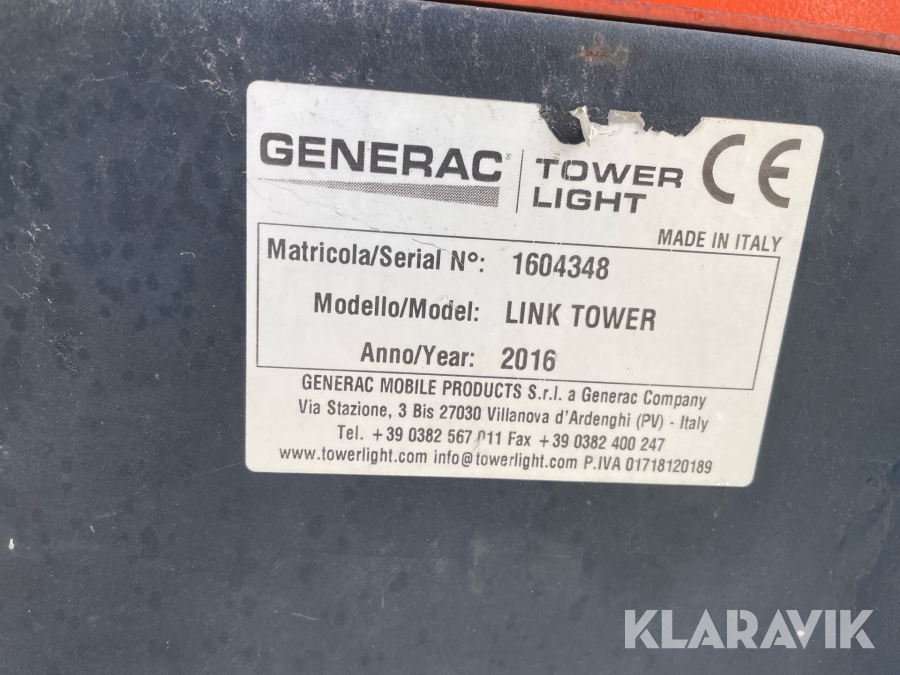 GENERAC® TOWER LIGHT CE
MADE IN ITALY
Matricola/Serial N°: 1604348
Modello/Model: LINK TOWER
Anno/Year: 2016
GENERAC MOBILE PRODUCTS S.r.l. a Generac Company
Via Stazione, 3 Bis 27030 Villanova d'Ardenghi (PV) - Italy
Tel. +39 0382 567 011 Fax +39 0382 400 247
www.towerlight.com info@towerlight.com P.IVA 01718120189
KLARAVIK